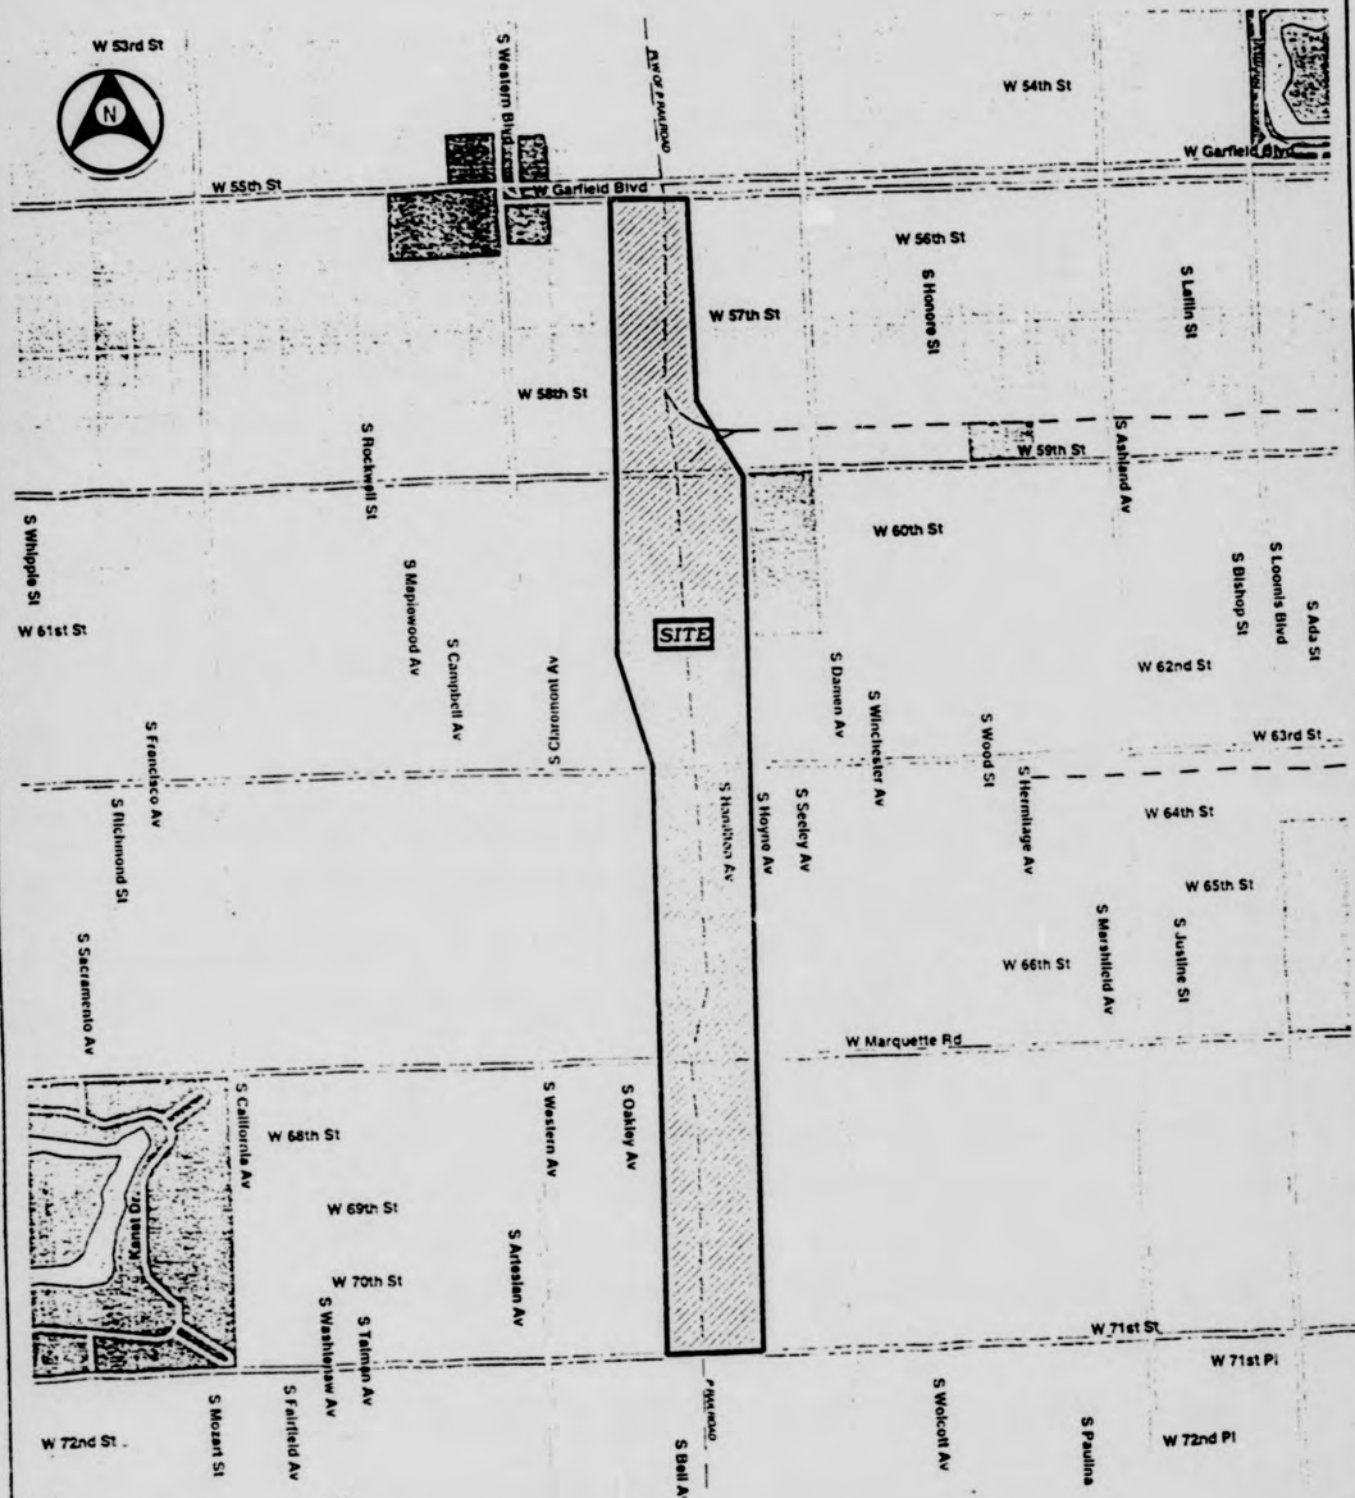 W 53rd St
N
S Western Blvd
RAILROAD
W 54th St
W Garfield Blvd
W 55th St
W Garfield Blvd
W 56th St
S Honore St
S Laflin St
W 57th St
W 58th St
S Rockwell St
W 59th St
S Ashland Av
S Whipple St
W 60th St
S Maplewood Av
S Bishop St
S Loomis Blvd
S Ada St
W 61st St
SITE
S Campbell Av
S Claremont Av
S Damen Av
W 62nd St
S Winchester Av
S Wood St
W 63rd St
S Francisco Av
S Richmond St
S Hamilton Av
S Hoyne Av
S Seeley Av
S Hermitage Av
W 64th St
W 65th St
S Sacramento Av
W 66th St
S Marshfield Av
S Justine St
W Marquette Rd
S California Av
S Western Av
S Oakley Av
W 68th St
Kanst Dr.
W 69th St
S Artesian Av
W 70th St
S Washtenaw Av
S Talman Av
W 71st St
W 71st Pl
S Mozart St
S Fairfield Av
RAILROAD
S Wolcott Av
S Paulina
W 72nd St
S Bell Av
W 72nd Pl